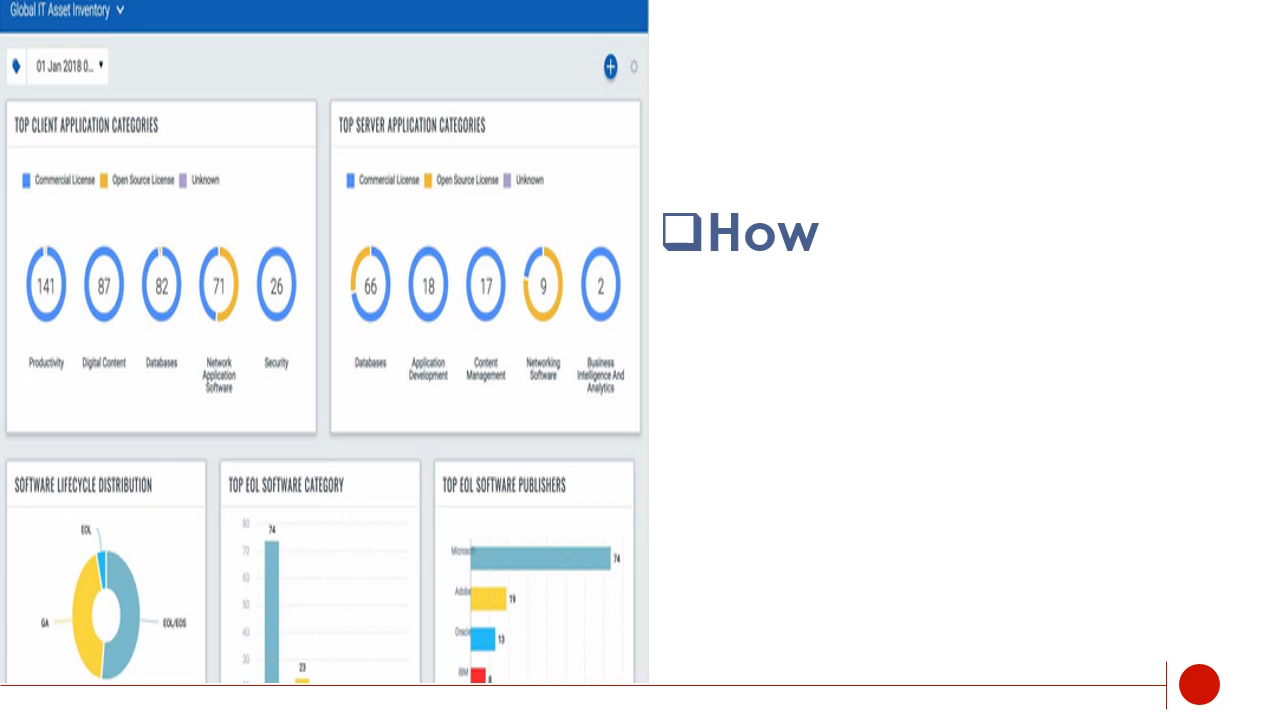 Global IT Asset Inventory
01 Jan 2018 0...
TOP CLIENT APPLICATION CATEGORIES
Commercial License Open Source License Unknown
141 87 82 71 26
Productivity Digital Content Databases Network Application Software Security
TOP SERVER APPLICATION CATEGORIES
Commercial License Open Source License Unknown
66 18 17 9 2
Databases Application Development Content Management Networking Software Business Intelligence And Analytics
SOFTWARE LIFECYCLE DISTRIBUTION
EOL
GA
EOL/EOS
TOP EOL SOFTWARE CATEGORY
80
74
70
60
50
40
30
23
TOP EOL SOFTWARE PUBLISHERS
Microsoft 74
Adobe 19
Oracle 13
IBM 8
How